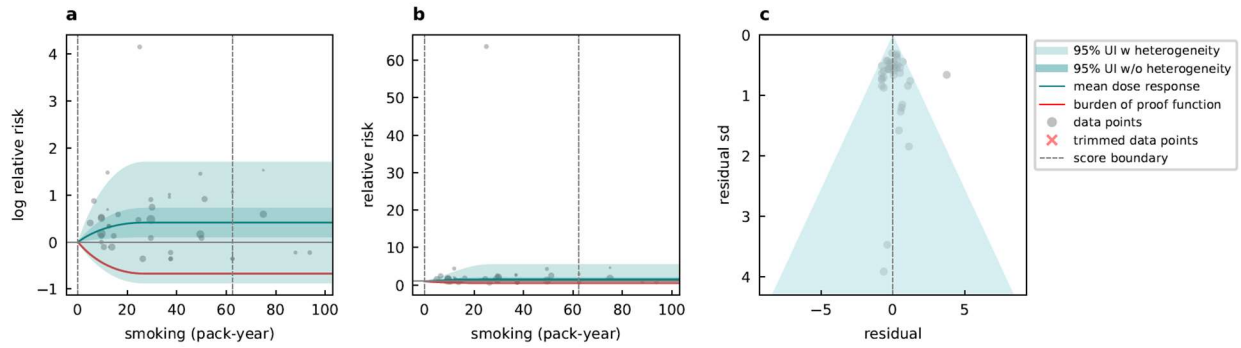 a
4
3
2
1
0
−1
log relative risk
0
20
40
60
80
100
smoking (pack-year)
b
60
50
40
30
20
10
0
relative risk
0
20
40
60
80
100
smoking (pack-year)
c
0
1
2
3
4
residual sd
−5
0
5
residual
95% UI w heterogeneity
95% UI w/o heterogeneity
mean dose response
burden of proof function
data points
trimmed data points
score boundary